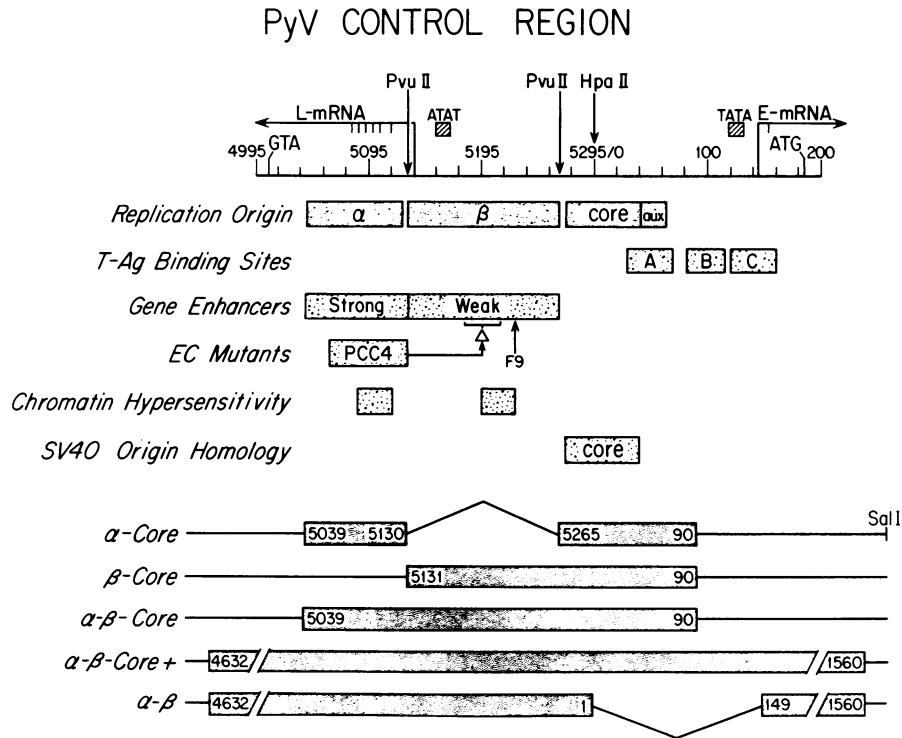 PyV CONTROL REGION
Pvu II Pvu II Hpa II
L-mRNA ATAT TATA E-mRNA
GTA ATG
4995 5095 5195 5295/0 100 200
Replication Origin α β core aux
T-Ag Binding Sites A B C
Gene Enhancers Strong Weak
EC Mutants PCC4 Δ F9
Chromatin Hypersensitivity
SV40 Origin Homology core
Sal I
α-Core 5039 5130 5265 90
β-Core 5131 90
α-β-Core 5039 90
α-β-Core+ 4632 1560
α-β 4632 1 149 1560